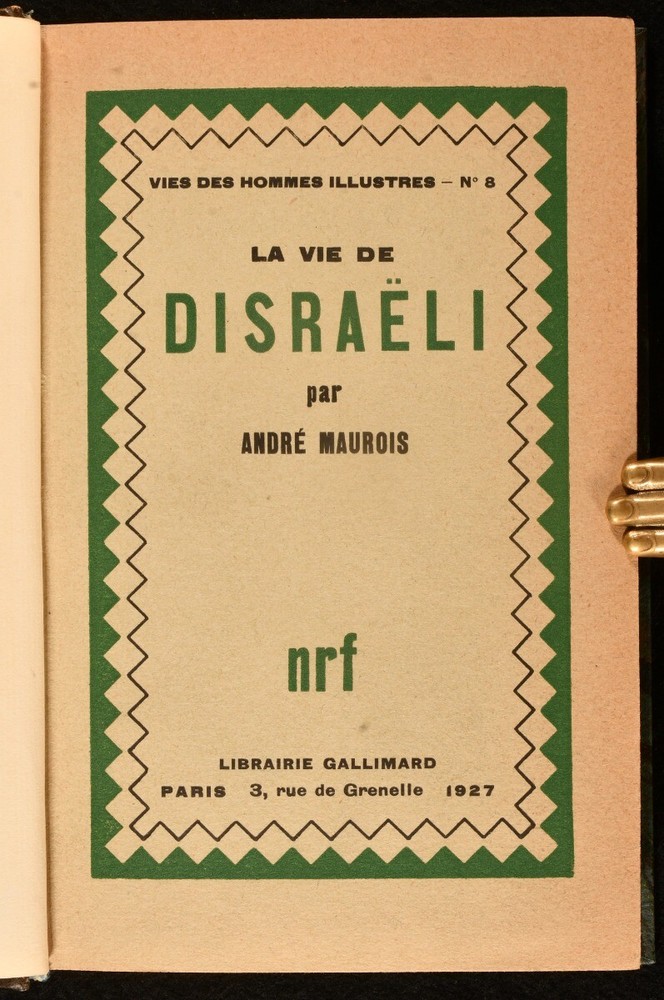 VIES DES HOMMES ILLUSTRES – N° 8
LA VIE DE
DISRAËLI
par
ANDRÉ MAUROIS
nrf
LIBRAIRIE GALLIMARD
PARIS 3, rue de Grenelle 1927